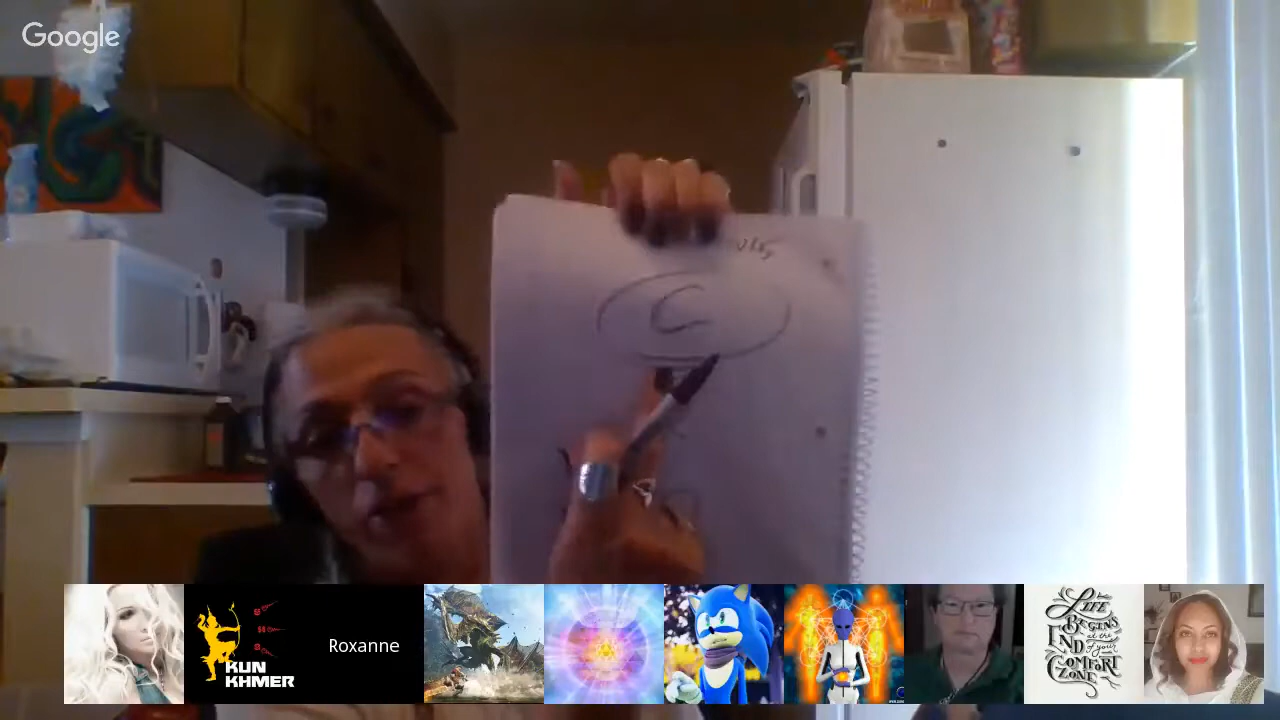 Google
KUN
KHMER
Roxanne
LIFE
BEGINS
at the
END of your
COMFORT
ZONE